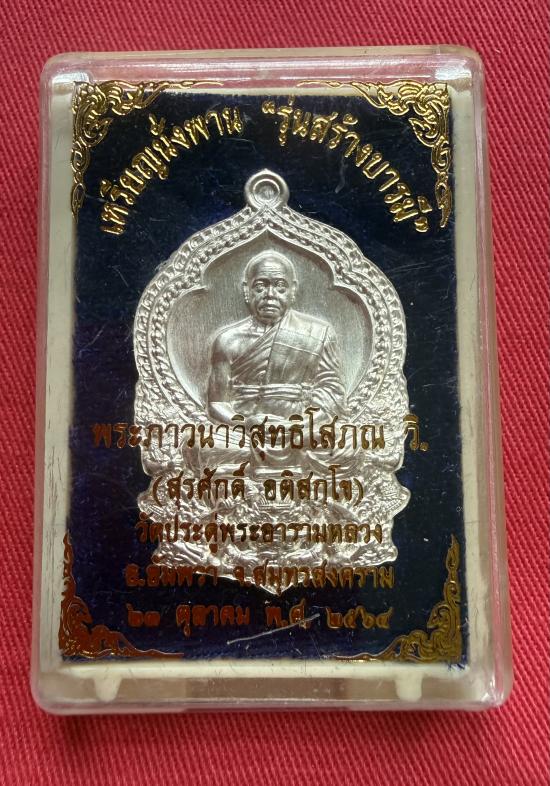 เหรียญนั่งพาน "รุ่นสร้างบารมี"
พระภาวนาวิสุทธิโสภณ วิ.
(สุรศักดิ์ อติสกฺโข)
วัดประดู่พระอารามหลวง
อ.อัมพวา จ.สมุทรสงคราม
๒๑ ตุลาคม พ.ศ. ๒๕๖๔